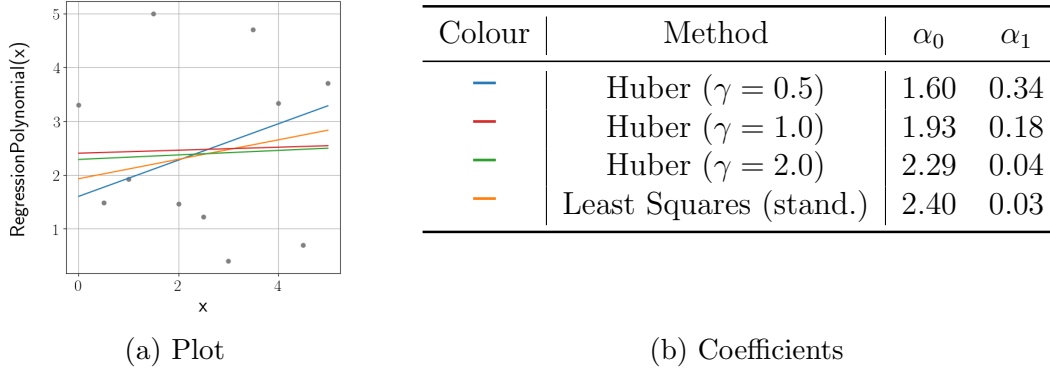 5
4
3
2
1
0 2 4
RegressionPolynomial(x)
x
(a) Plot
Colour Method α₀ α₁
Huber (γ = 0.5) 1.60 0.34
Huber (γ = 1.0) 1.93 0.18
Huber (γ = 2.0) 2.29 0.04
Least Squares (stand.) 2.40 0.03
(b) Coefficients